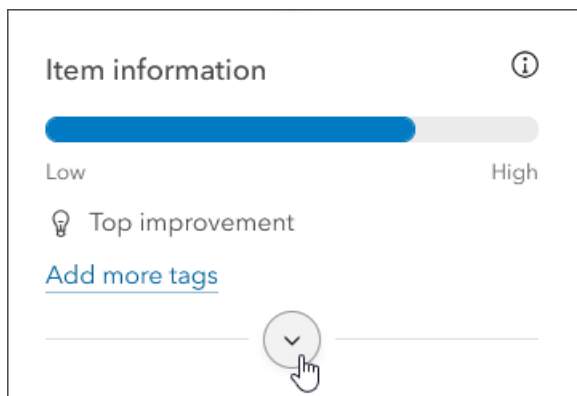 Item information
Low
High
Top improvement
Add more tags